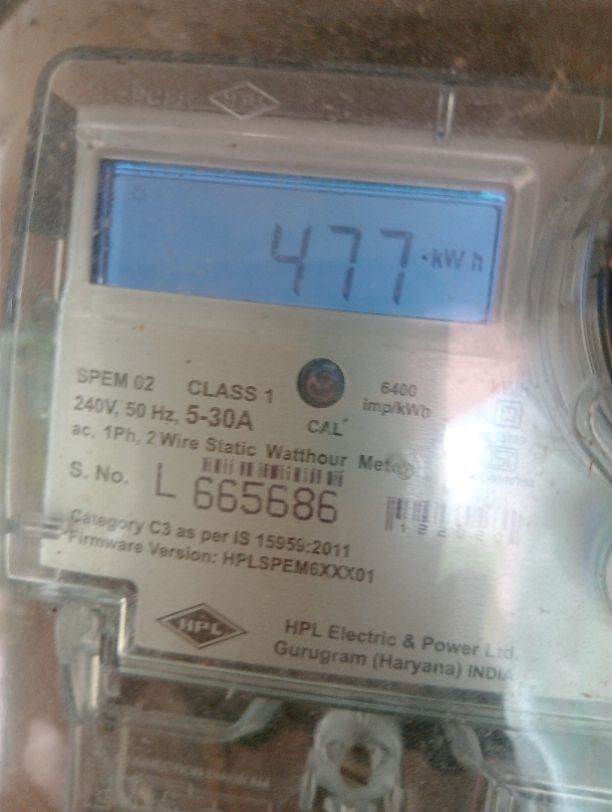 HPL
477 kWh
SPEM 02 CLASS 1
6400
imp/kWh
240V, 50 Hz, 5-30A
CAL
ac, 1Ph, 2 Wire Static Watthour Meter
S. No. L 665686
Category C3 as per IS 15959:2011
Firmware Version: HPLSPEM6XXX01
HPL
HPL Electric & Power Ltd.
Gurugram (Haryana) INDIA